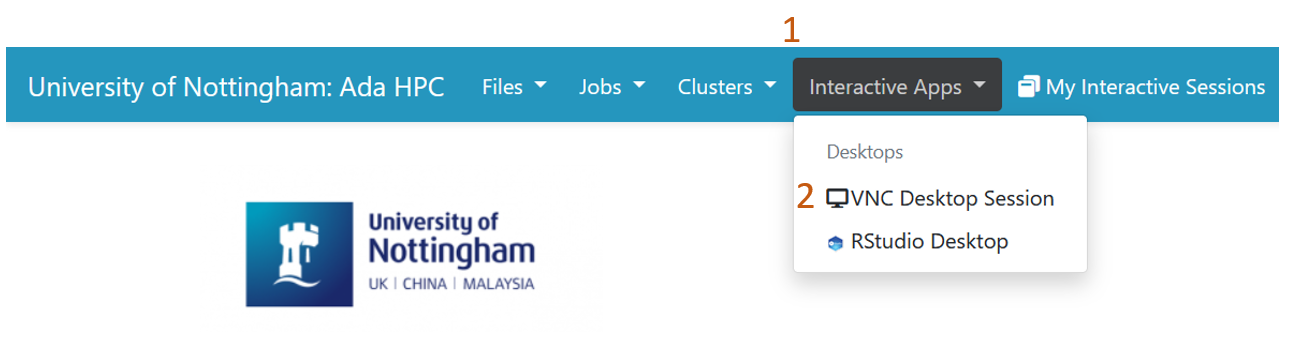 1
University of Nottingham: Ada HPC Files Jobs Clusters Interactive Apps My Interactive Sessions
Desktops
2 VNC Desktop Session
RStudio Desktop
University of
Nottingham
UK | CHINA | MALAYSIA